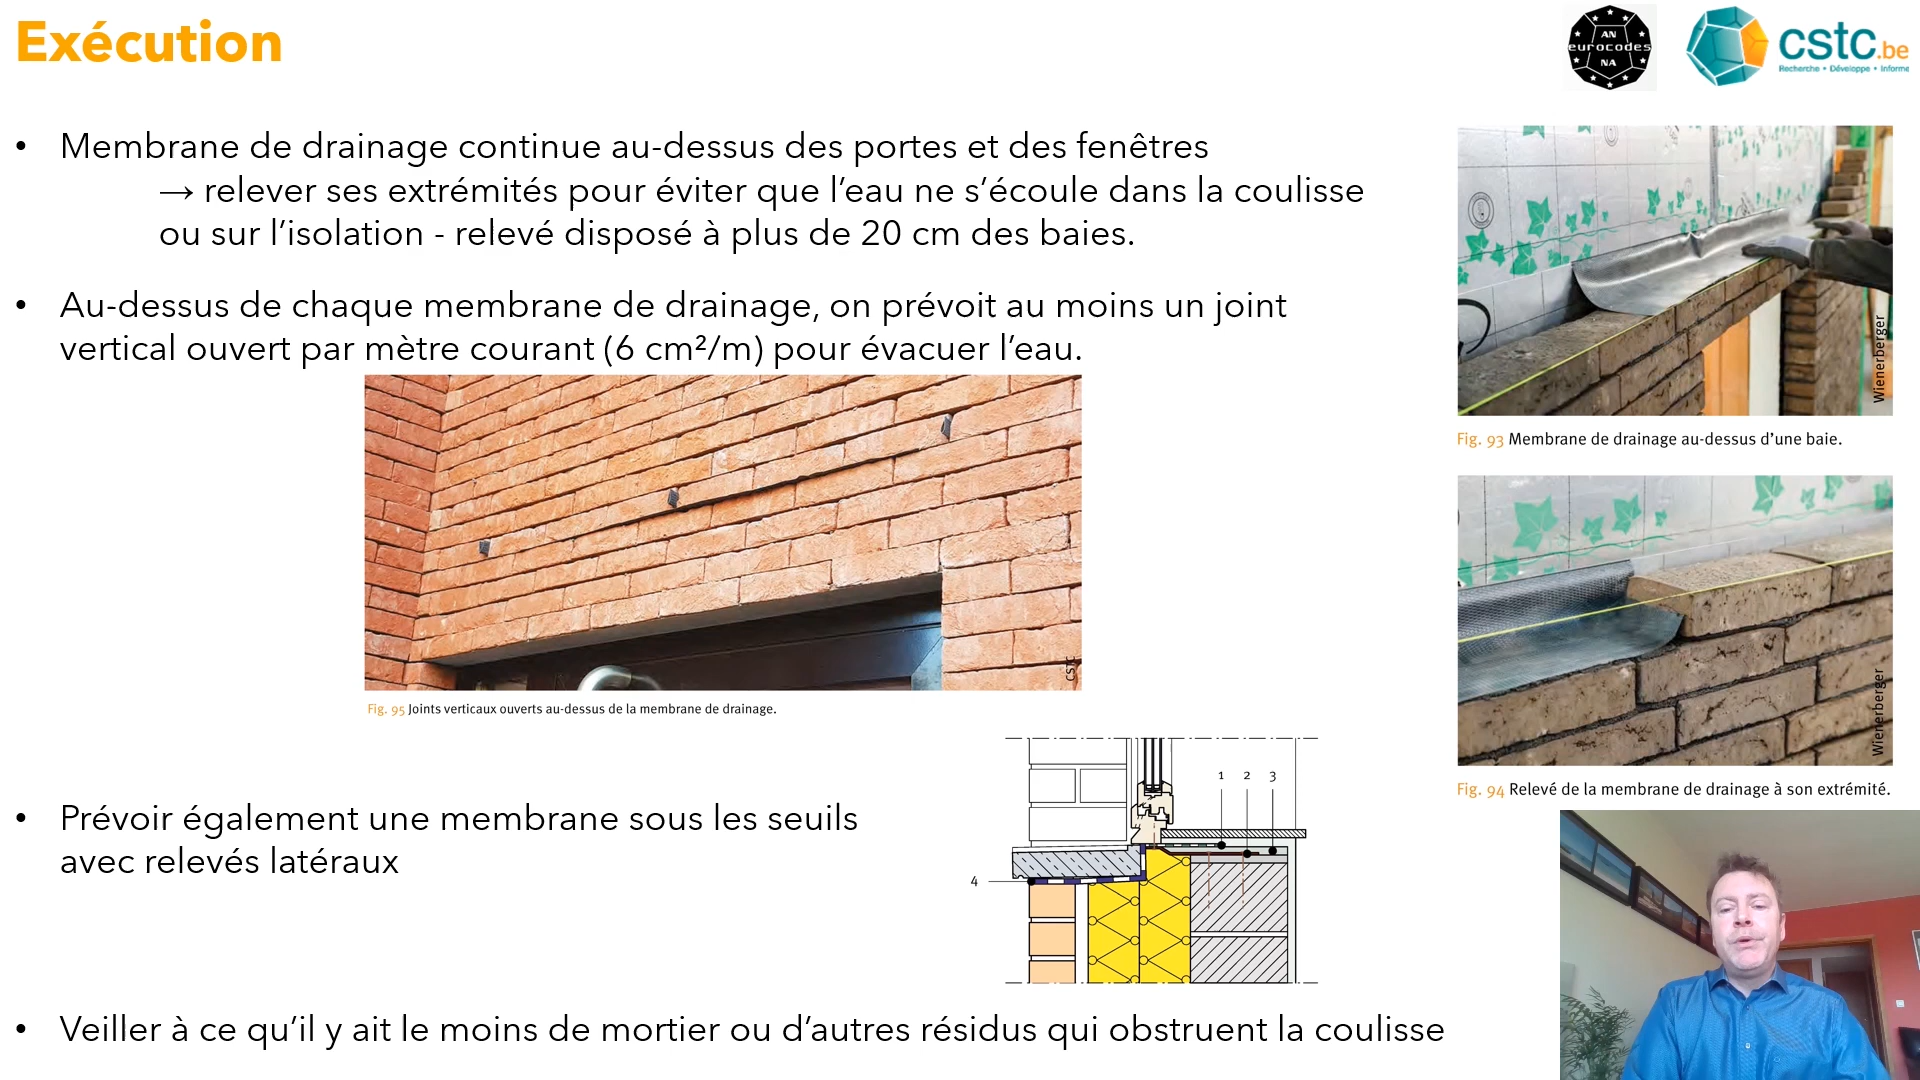 Exécution
AN
eurocodes
NA
cstc.be
Recherche • Développe • Informe
• Membrane de drainage continue au-dessus des portes et des fenêtres
→ relever ses extrémités pour éviter que l’eau ne s’écoule dans la coulisse
ou sur l’isolation - relevé disposé à plus de 20 cm des baies.
• Au-dessus de chaque membrane de drainage, on prévoit au moins un joint
vertical ouvert par mètre courant (6 cm²/m) pour évacuer l’eau.
CSTC
Fig. 95 Joints verticaux ouverts au-dessus de la membrane de drainage.
Wienerberger
Fig. 93 Membrane de drainage au-dessus d’une baie.
Wienerberger
Fig. 94 Relevé de la membrane de drainage à son extrémité.
• Prévoir également une membrane sous les seuils
avec relevés latéraux
1 2 3
4
• Veiller à ce qu’il y ait le moins de mortier ou d’autres résidus qui obstruent la coulisse